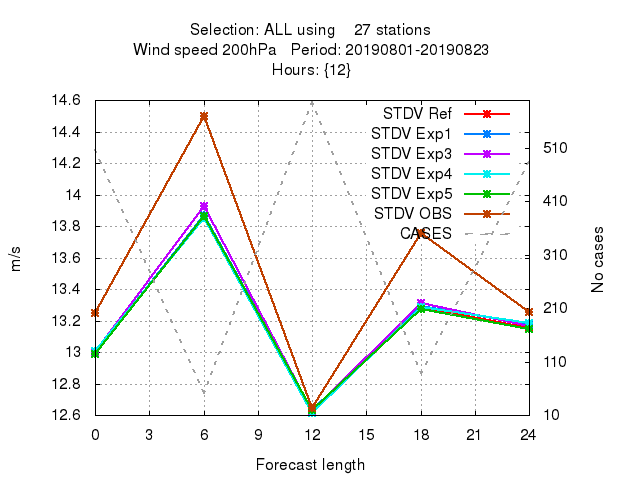 Selection: ALL using 27 stations
Wind speed 200hPa Period: 20190801-20190823
Hours: {12}
14.6
14.4
14.2
14
13.8
13.6
13.4
13.2
13
12.8
12.6
m/s
STDV Ref
STDV Exp1
STDV Exp3
STDV Exp4
STDV Exp5
STDV OBS
CASES
510
410
310
210
110
10
No cases
0 3 6 9 12 15 18 21 24
Forecast length